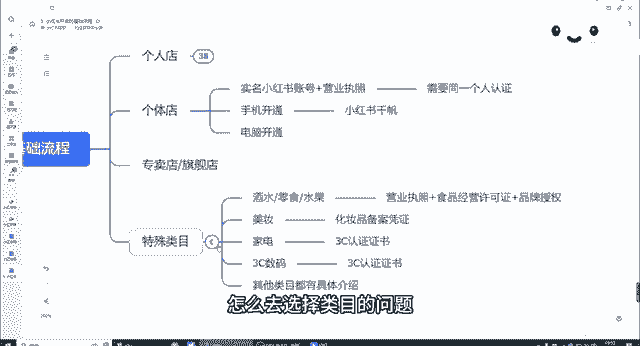 个人店
3
个体店
实名小红书账号+营业执照
需要同一个人认证
手机开通
小红书千帆
电脑开通
基础流程
专卖店/旗舰店
特殊类目
酒水/零食/水果
营业执照+食品经营许可证+品牌授权
美妆
化妆品备案凭证
家电
3C认证证书
3C数码
3C认证证书
其他类目都有具体介绍
怎么去选择类目的问题